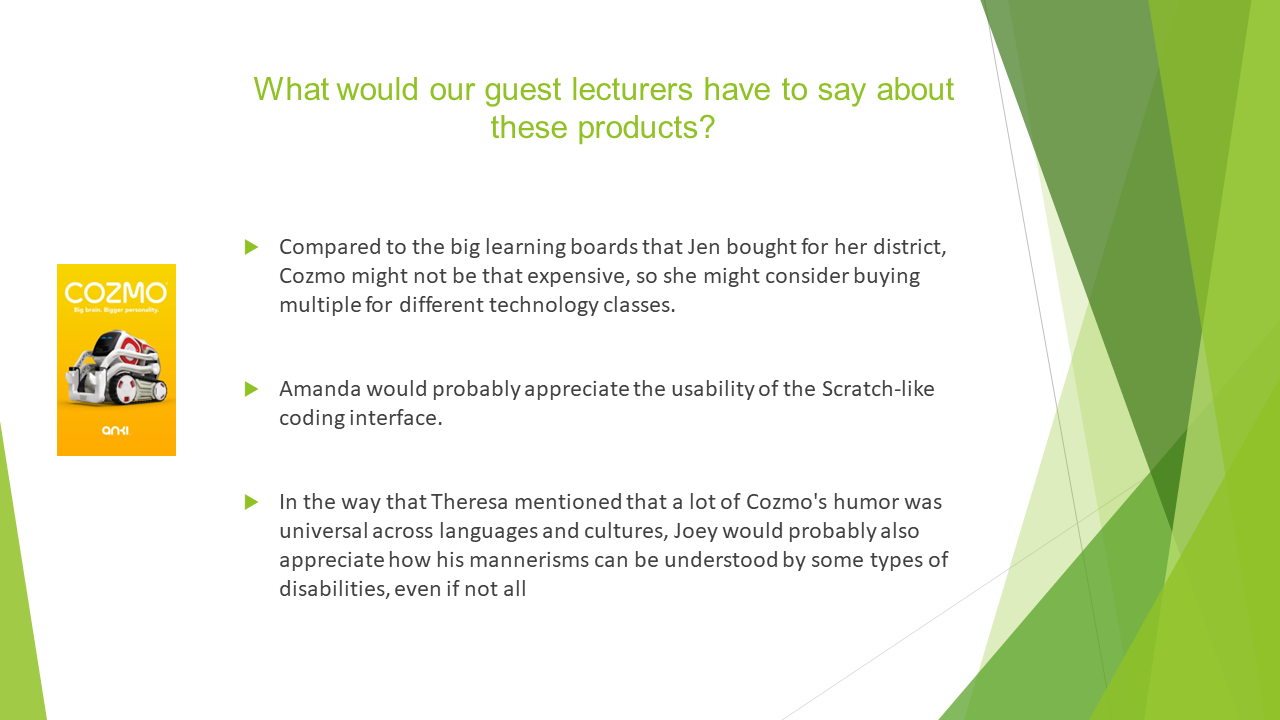 What would our guest lecturers have to say about
these products?
Compared to the big learning boards that Jen bought for her district,
Cozmo might not be that expensive, so she might consider buying
multiple for different technology classes.
COZMO
Big brain. Bigger personality.
anki
Amanda would probably appreciate the usability of the Scratch-like
coding interface.
In the way that Theresa mentioned that a lot of Cozmo's humor was
universal across languages and cultures, Joey would probably also
appreciate how his mannerisms can be understood by some types of
disabilities, even if not all